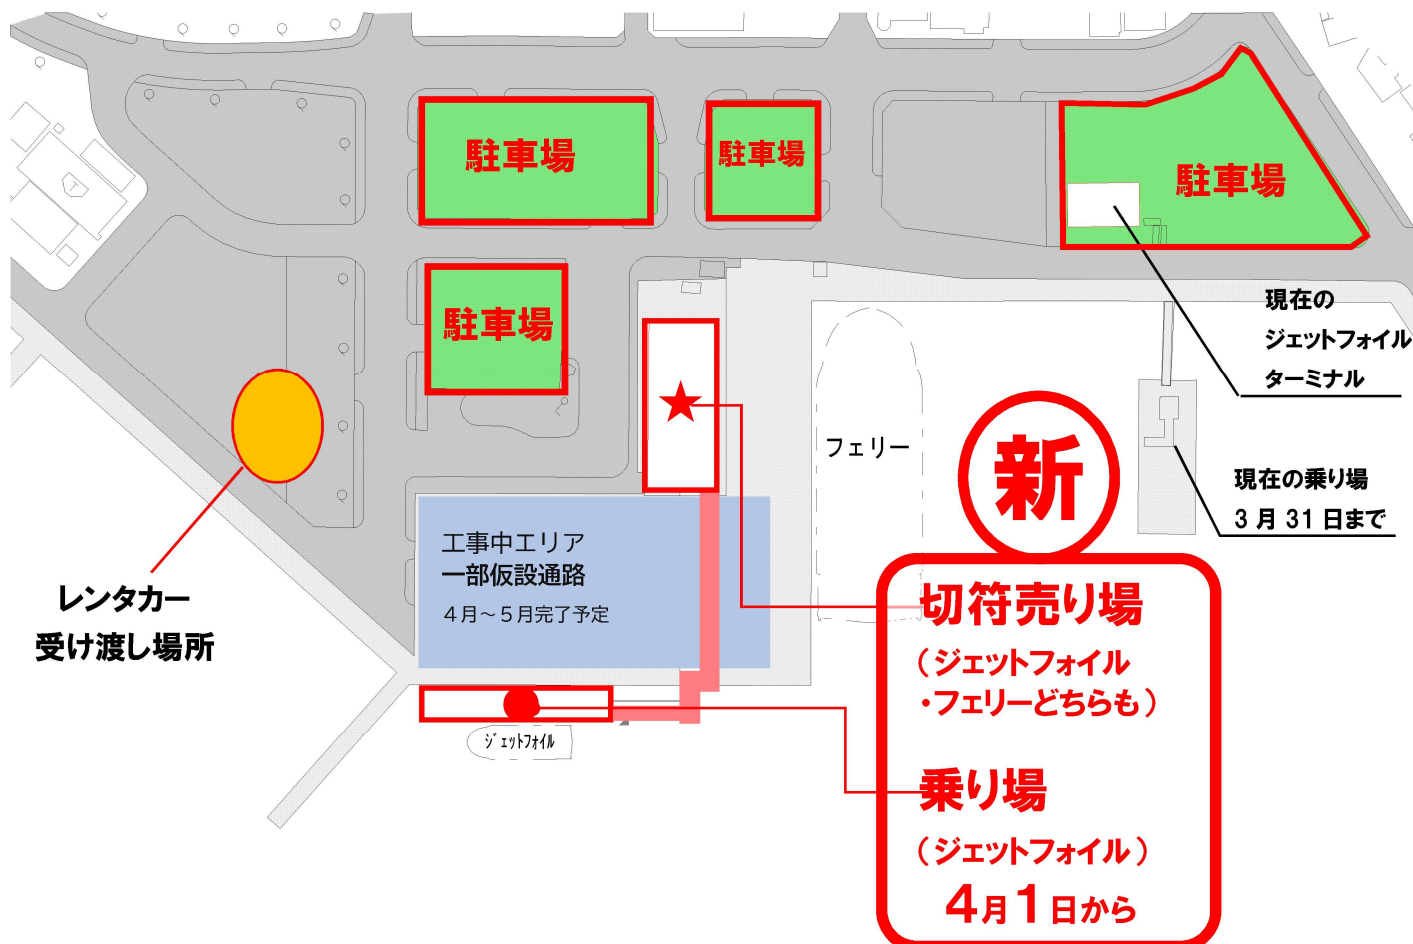 駐車場
駐車場
駐車場
駐車場
現在の
ジェットフォイル
ターミナル
フェリー
現在の乗り場
3月31日まで
レンタカー
受け渡し場所
工事中エリア
一部仮設通路
4月～5月完了予定
ｼﾞｪｯﾄﾌｫｲﾙ
新
切符売り場
(ジェットフォイル
・フェリーどちらも)
乗り場
(ジェットフォイル)
4月1日から